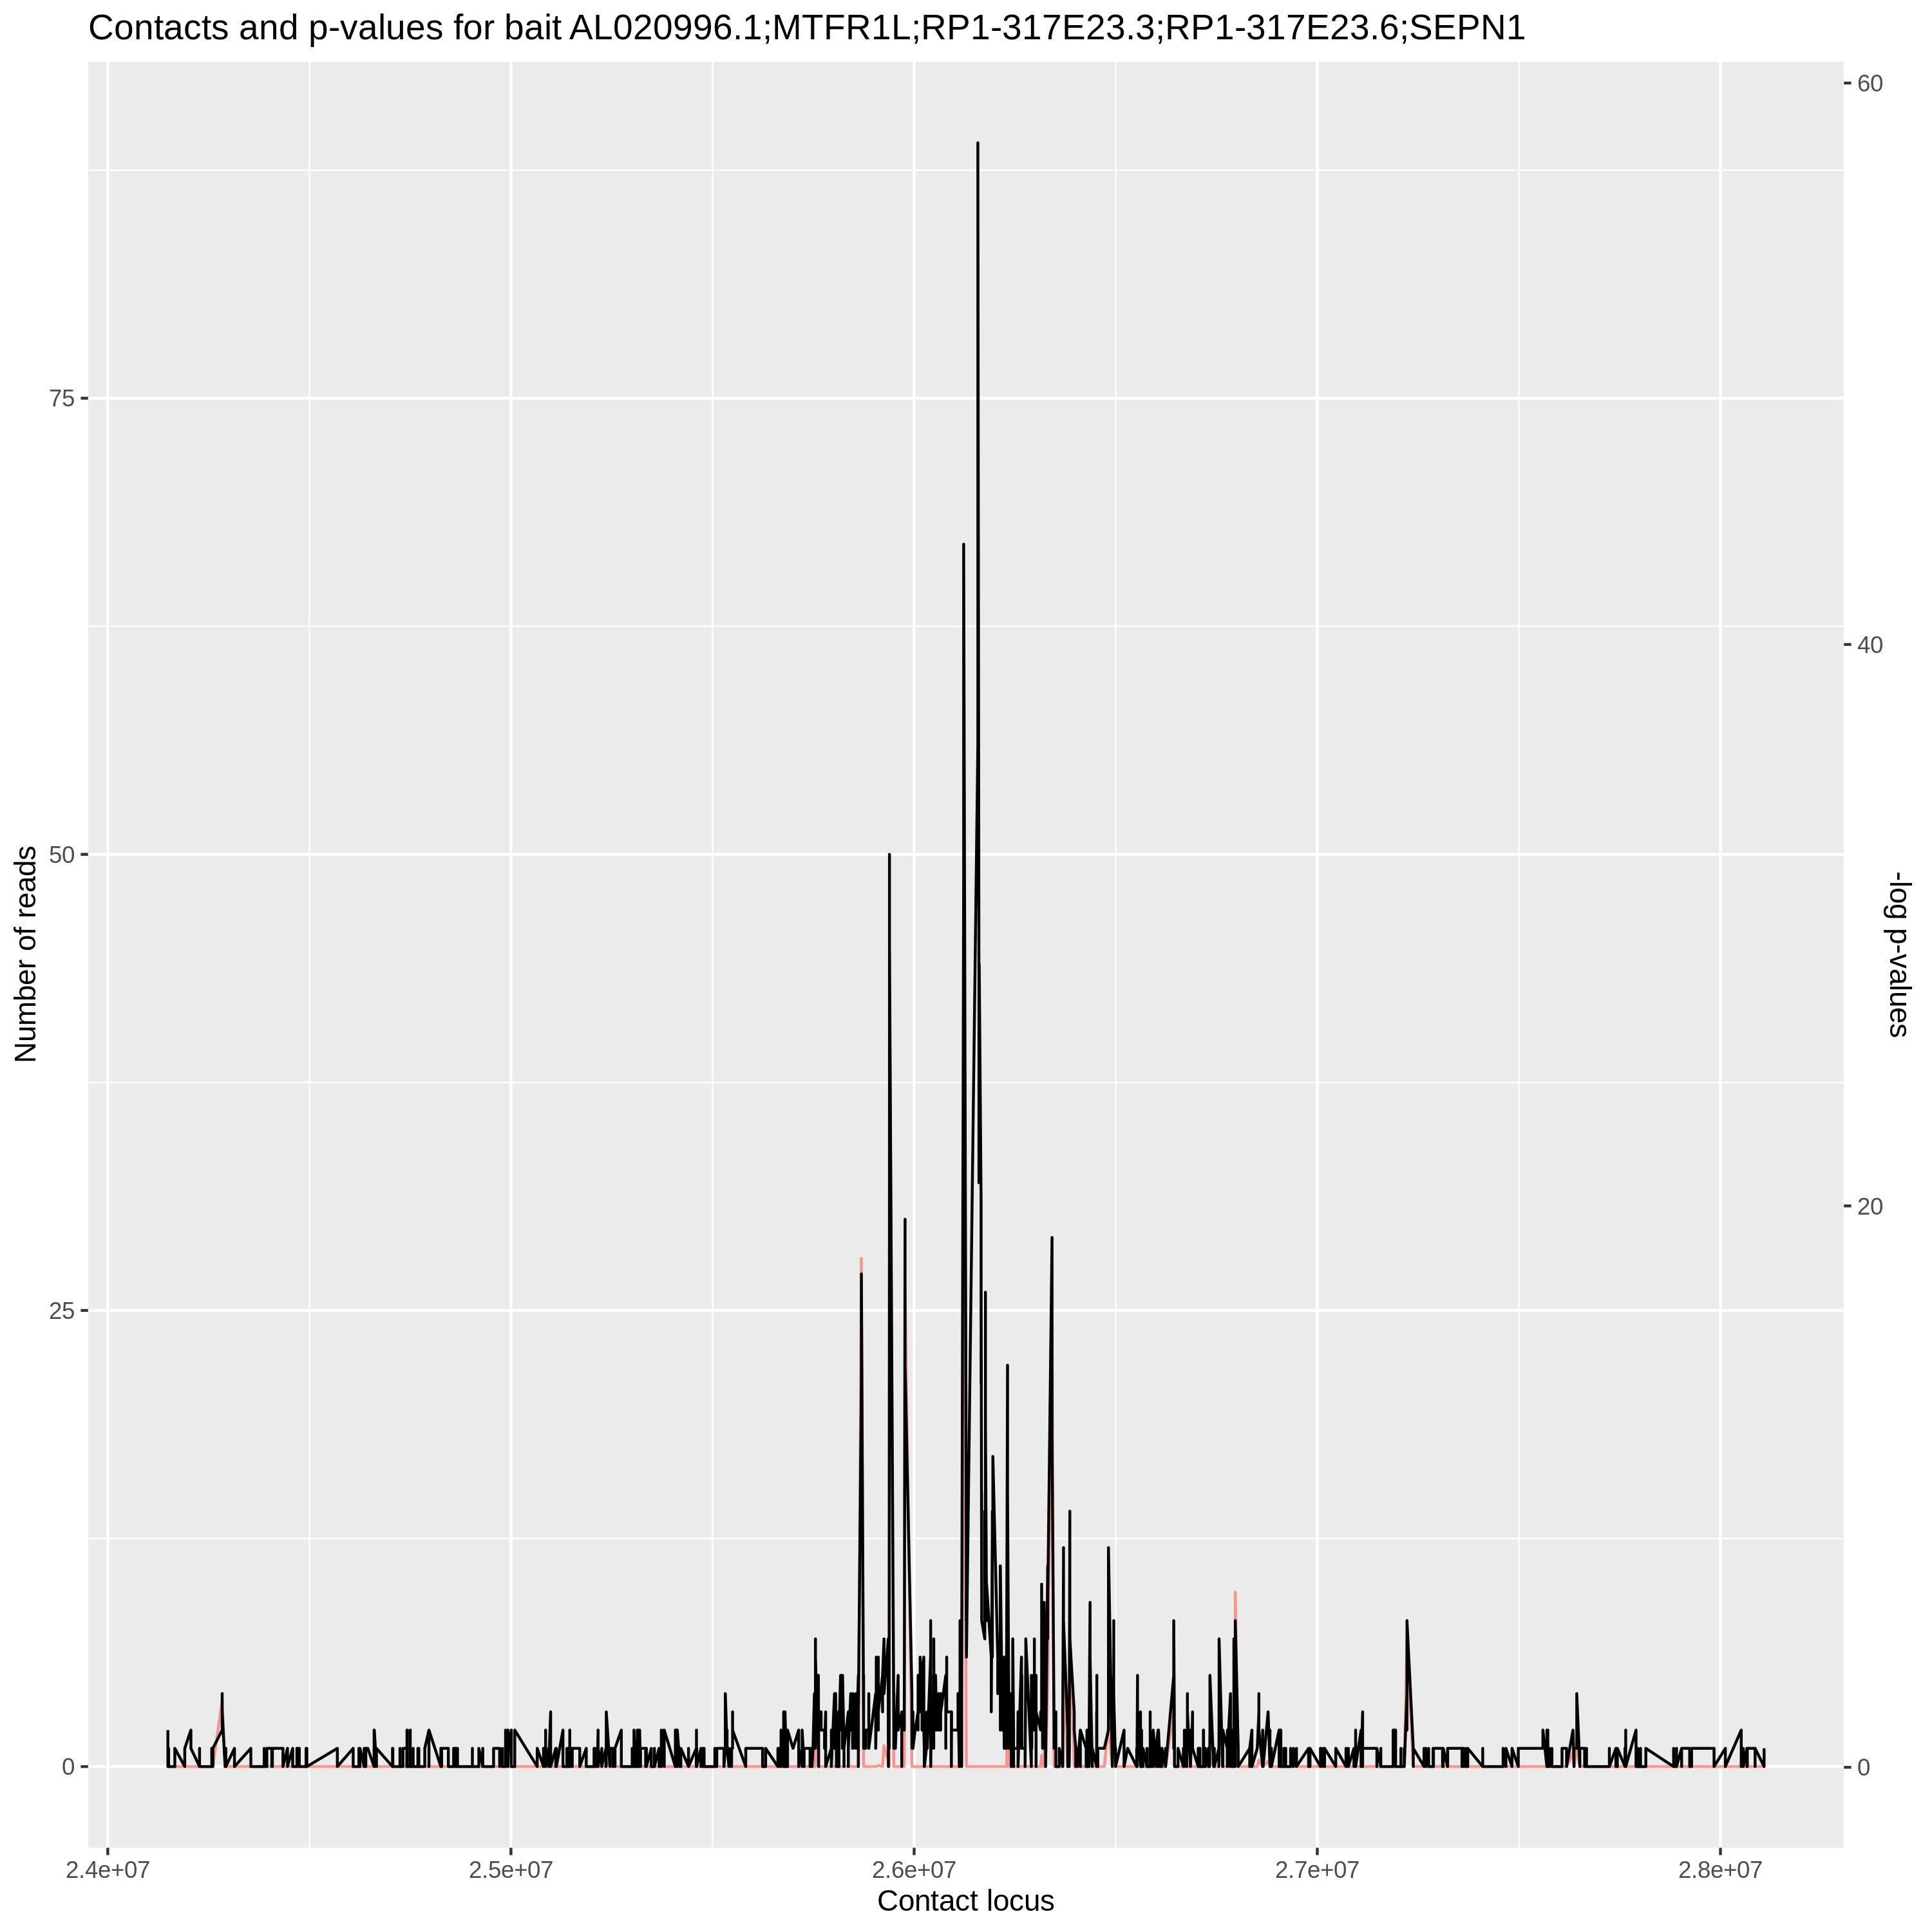 Contacts and p-values for bait AL020996.1;MTFR1L;RP1-317E23.3;RP1-317E23.6;SEPN1
60
75
40
50
Number of reads
-log p-values
20
25
0
0
2.4e+07
2.5e+07
2.6e+07
2.7e+07
2.8e+07
Contact locus